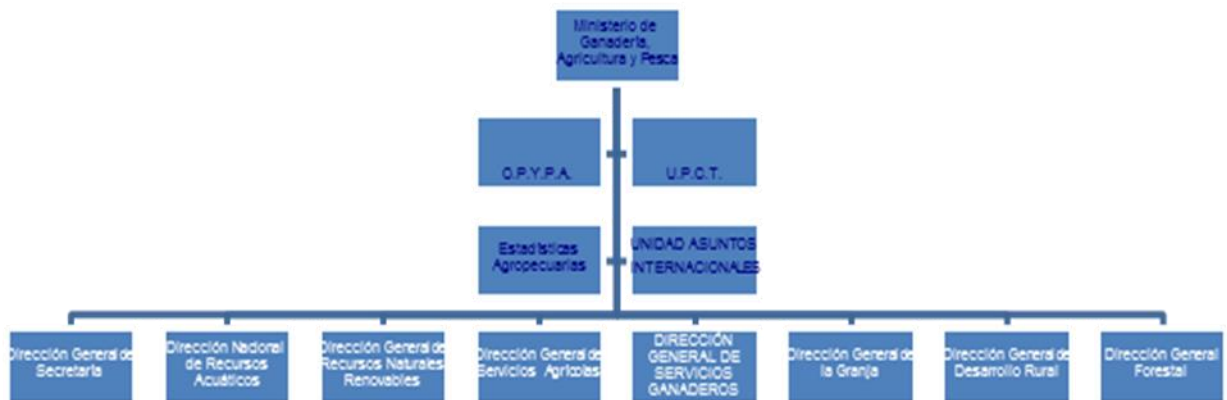 Ministerio de
Ganadería,
Agricultura y Pesca
O.P.Y.P.A.
U.P.C.T.
Estadísticas
Agropecuarias
UNIDAD ASUNTOS
INTERNACIONALES
Dirección General de
Secretaría
Dirección Nacional
de Recursos
Acuáticos
Dirección General de
Recursos Naturales
Renovables
Dirección General de
Servicios Agrícolas
DIRECCIÓN
GENERAL DE
SERVICIOS
GANADEROS
Dirección General de
la Granja
Dirección General de
Desarrollo Rural
Dirección General
Forestal